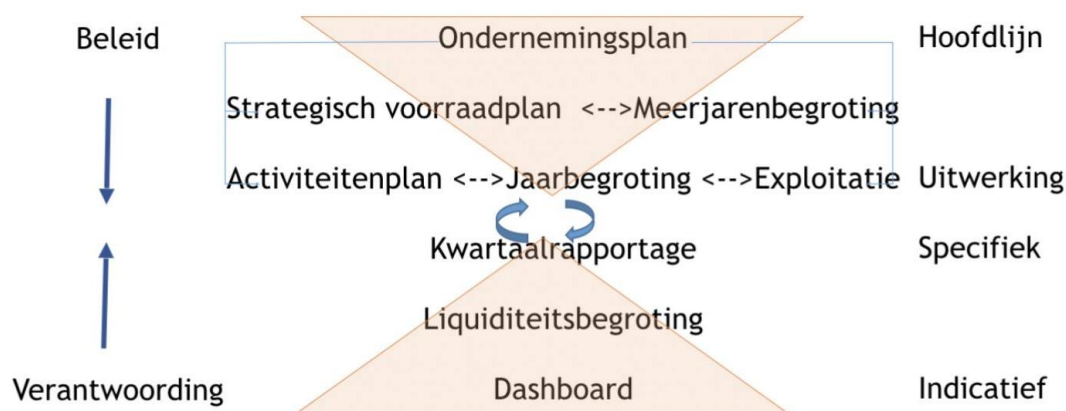 Beleid Ondernemingsplan Hoofdlijn
Strategisch voorraadplan <-->Meerjarenbegroting
Activiteitenplan <-->Jaarbegroting <-->Exploitatie Uitwerking
Kwartaalrapportage Specifiek
Liquiditeitsbegroting
Verantwoording Dashboard Indicatief